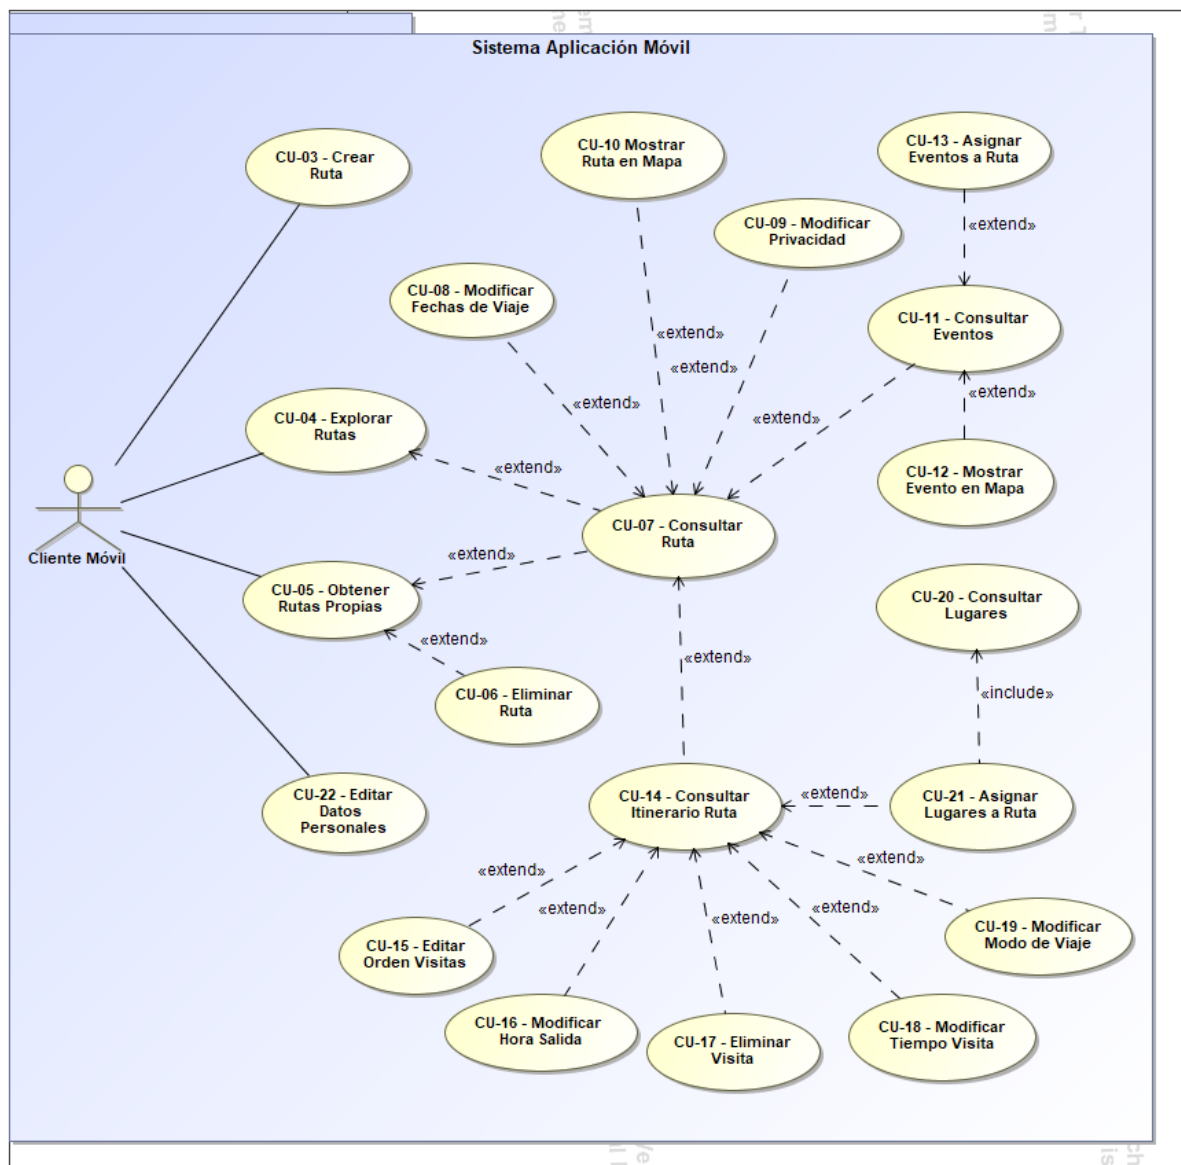 Sistema Aplicación Móvil
CU-03 - Crear
Ruta
CU-10 Mostrar
Ruta en Mapa
CU-13 - Asignar
Eventos a Ruta
«extend»
CU-09 - Modificar
Privacidad
CU-08 - Modificar
Fechas de Viaje
CU-11 - Consultar
Eventos
«extend»
«extend»
«extend»
«extend»
«extend»
CU-04 - Explorar
Rutas
«extend»
CU-12 - Mostrar
Evento en Mapa
CU-07 - Consultar
Ruta
Cliente Móvil
«extend»
CU-05 - Obtener
Rutas Propias
CU-20 - Consultar
Lugares
«extend»
«extend»
CU-06 - Eliminar
Ruta
«include»
CU-22 - Editar
Datos
Personales
CU-14 - Consultar
Itinerario Ruta
«extend»
CU-21 - Asignar
Lugares a Ruta
«extend»
«extend»
«extend»
«extend»
«extend»
CU-15 - Editar
Orden Visitas
CU-19 - Modificar
Modo de Viaje
CU-16 - Modificar
Hora Salida
CU-17 - Eliminar
Visita
CU-18 - Modificar
Tiempo Visita